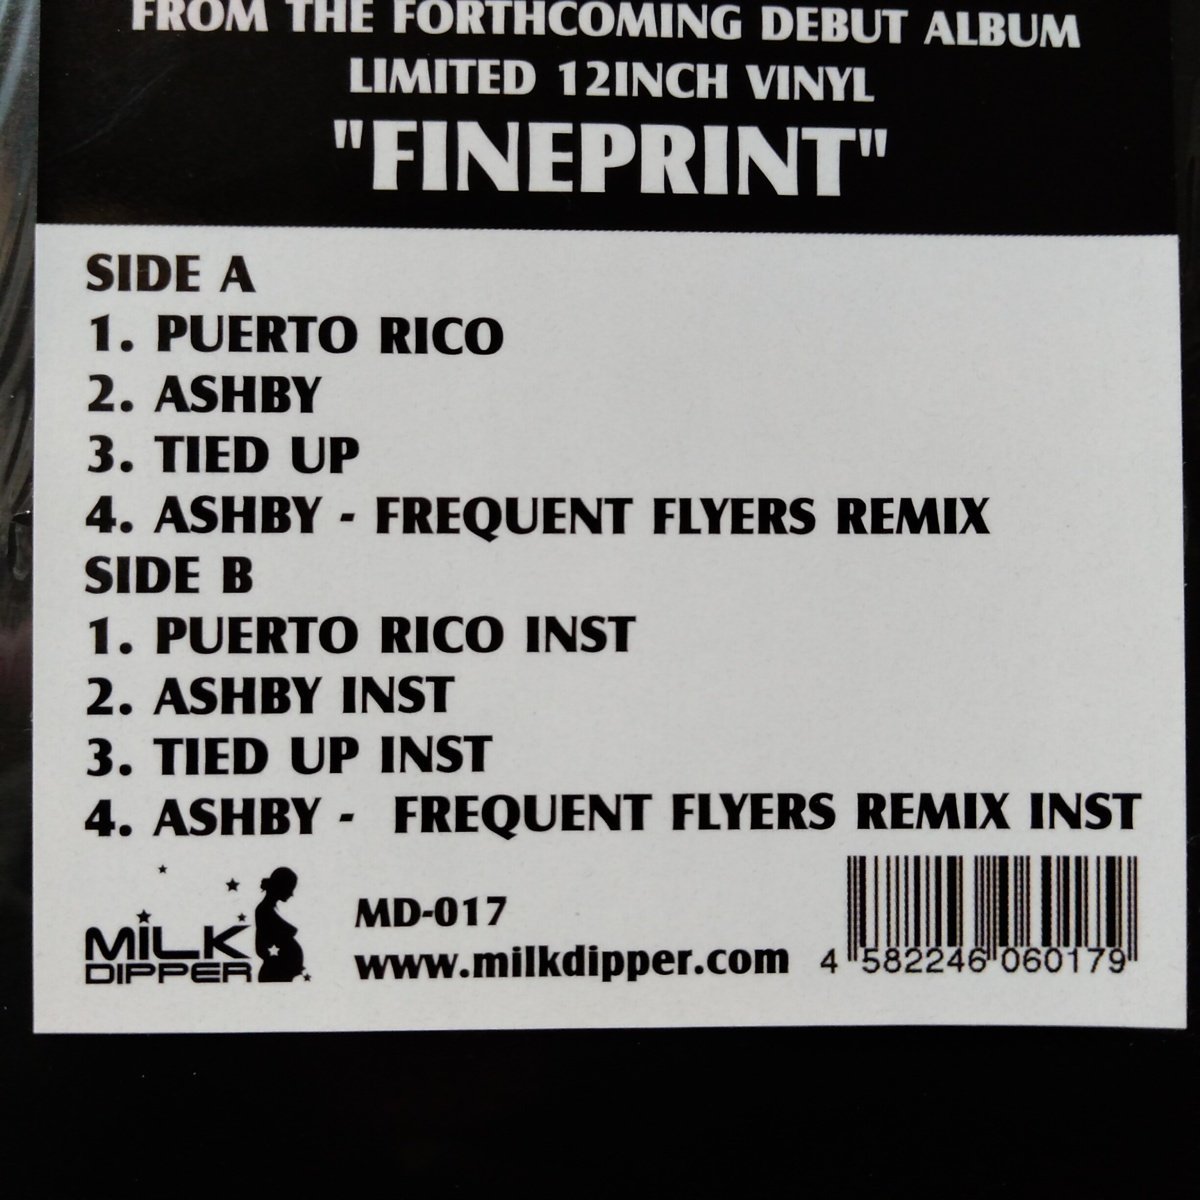 FROM THE FORTHCOMING DEBUT ALBUM
LIMITED 12INCH VINYL
"FINEPRINT"
SIDE A
1. PUERTO RICO
2. ASHBY
3. TIED UP
4. ASHBY - FREQUENT FLYERS REMIX
SIDE B
1. PUERTO RICO INST
2. ASHBY INST
3. TIED UP INST
4. ASHBY - FREQUENT FLYERS REMIX INST
MILK
DIPPER
MD-017
www.milkdipper.com
4 582246 060179